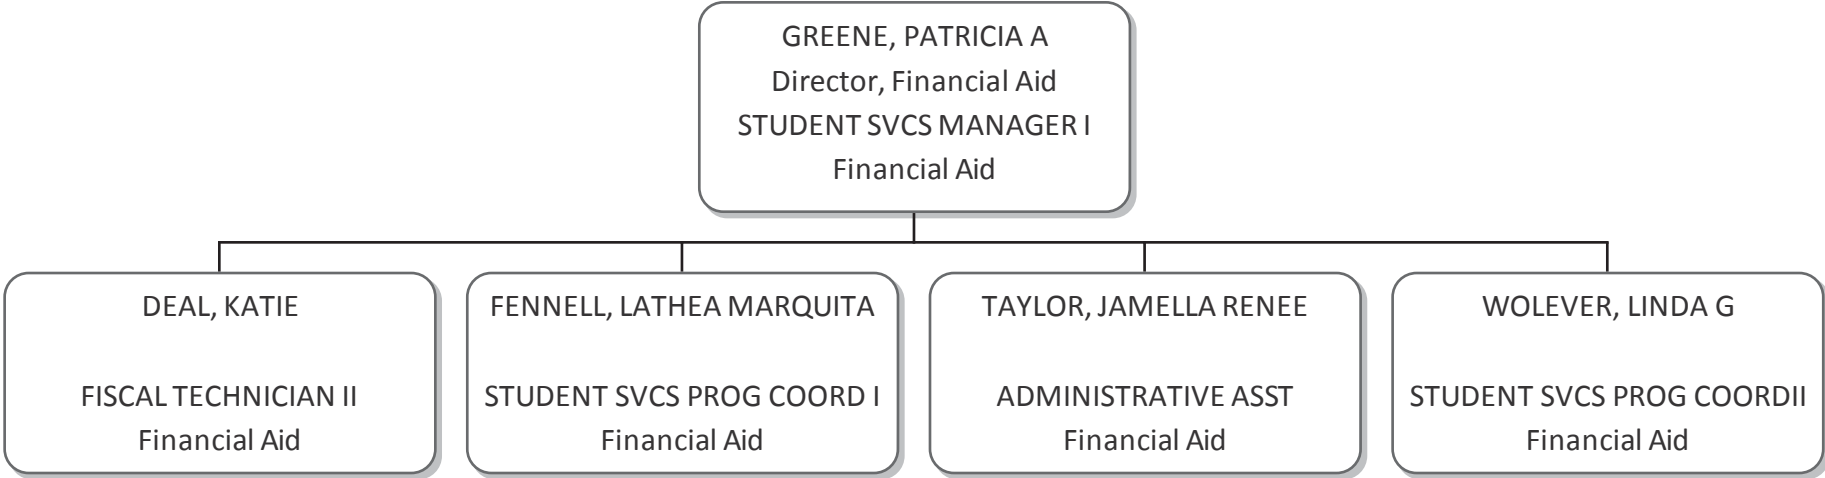 GREENE, PATRICIA A
Director, Financial Aid
STUDENT SVCS MANAGER I
Financial Aid
DEAL, KATIE
FISCAL TECHNICIAN II
Financial Aid
FENNELL, LATHEA MARQUITA
STUDENT SVCS PROG COORD I
Financial Aid
TAYLOR, JAMELLA RENEE
ADMINISTRATIVE ASST
Financial Aid
WOLEVER, LINDA G
STUDENT SVCS PROG COORDII
Financial Aid